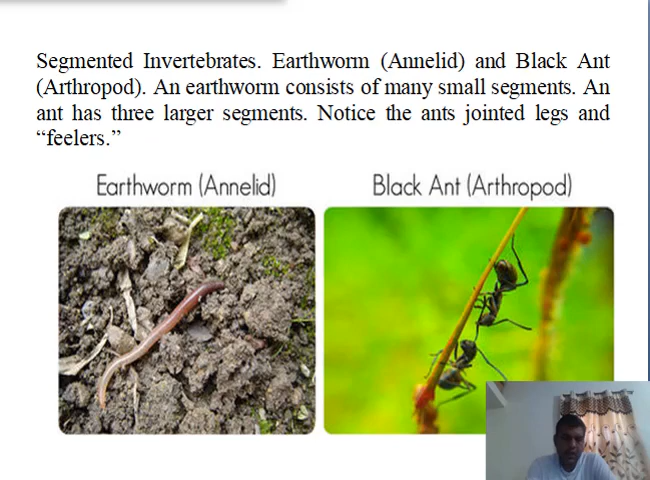 Segmented Invertebrates. Earthworm (Annelid) and Black Ant
(Arthropod). An earthworm consists of many small segments. An
ant has three larger segments. Notice the ants jointed legs and
“feelers.”
Earthworm (Annelid)
Black Ant (Arthropod)